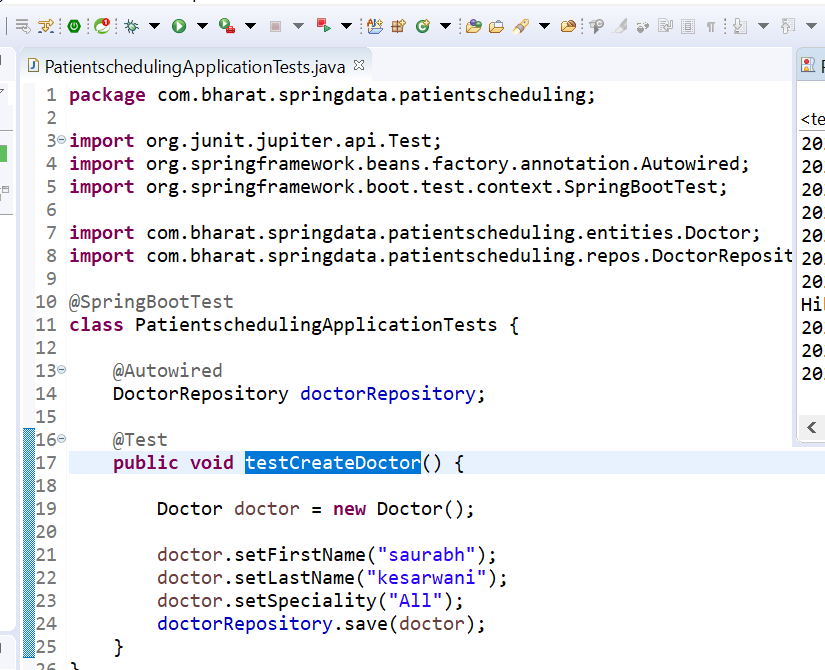 PatientschedulingApplicationTests.java
1 package com.bharat.springdata.patientscheduling;
2
3 import org.junit.jupiter.api.Test;
4 import org.springframework.beans.factory.annotation.Autowired;
5 import org.springframework.boot.test.context.SpringBootTest;
6
7 import com.bharat.springdata.patientscheduling.entities.Doctor;
8 import com.bharat.springdata.patientscheduling.repos.DoctorReposit
9
10 @SpringBootTest
11 class PatientschedulingApplicationTests {
12
13 @Autowired
14 DoctorRepository doctorRepository;
15
16 @Test
17 public void testCreateDoctor() {
18
19 Doctor doctor = new Doctor();
20
21 doctor.setFirstName("saurabh");
22 doctor.setLastName("kesarwani");
23 doctor.setSpeciality("All");
24 doctorRepository.save(doctor);
25 }
26 }
<te
20
20
20
20
20
20
20
Hi
20
20
20